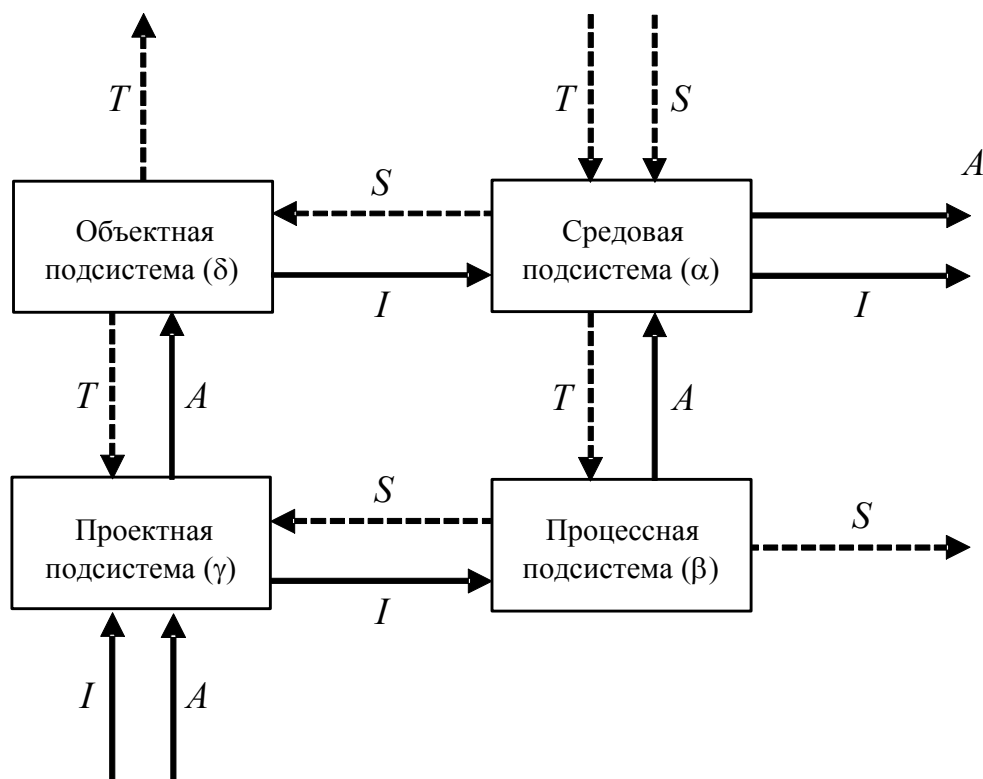 T
T
S
A
Объектная
подсистема (δ)
S
I
Средовая
подсистема (α)
I
T
A
T
A
Проектная
подсистема (γ)
S
I
Процессная
подсистема (β)
S
I
A